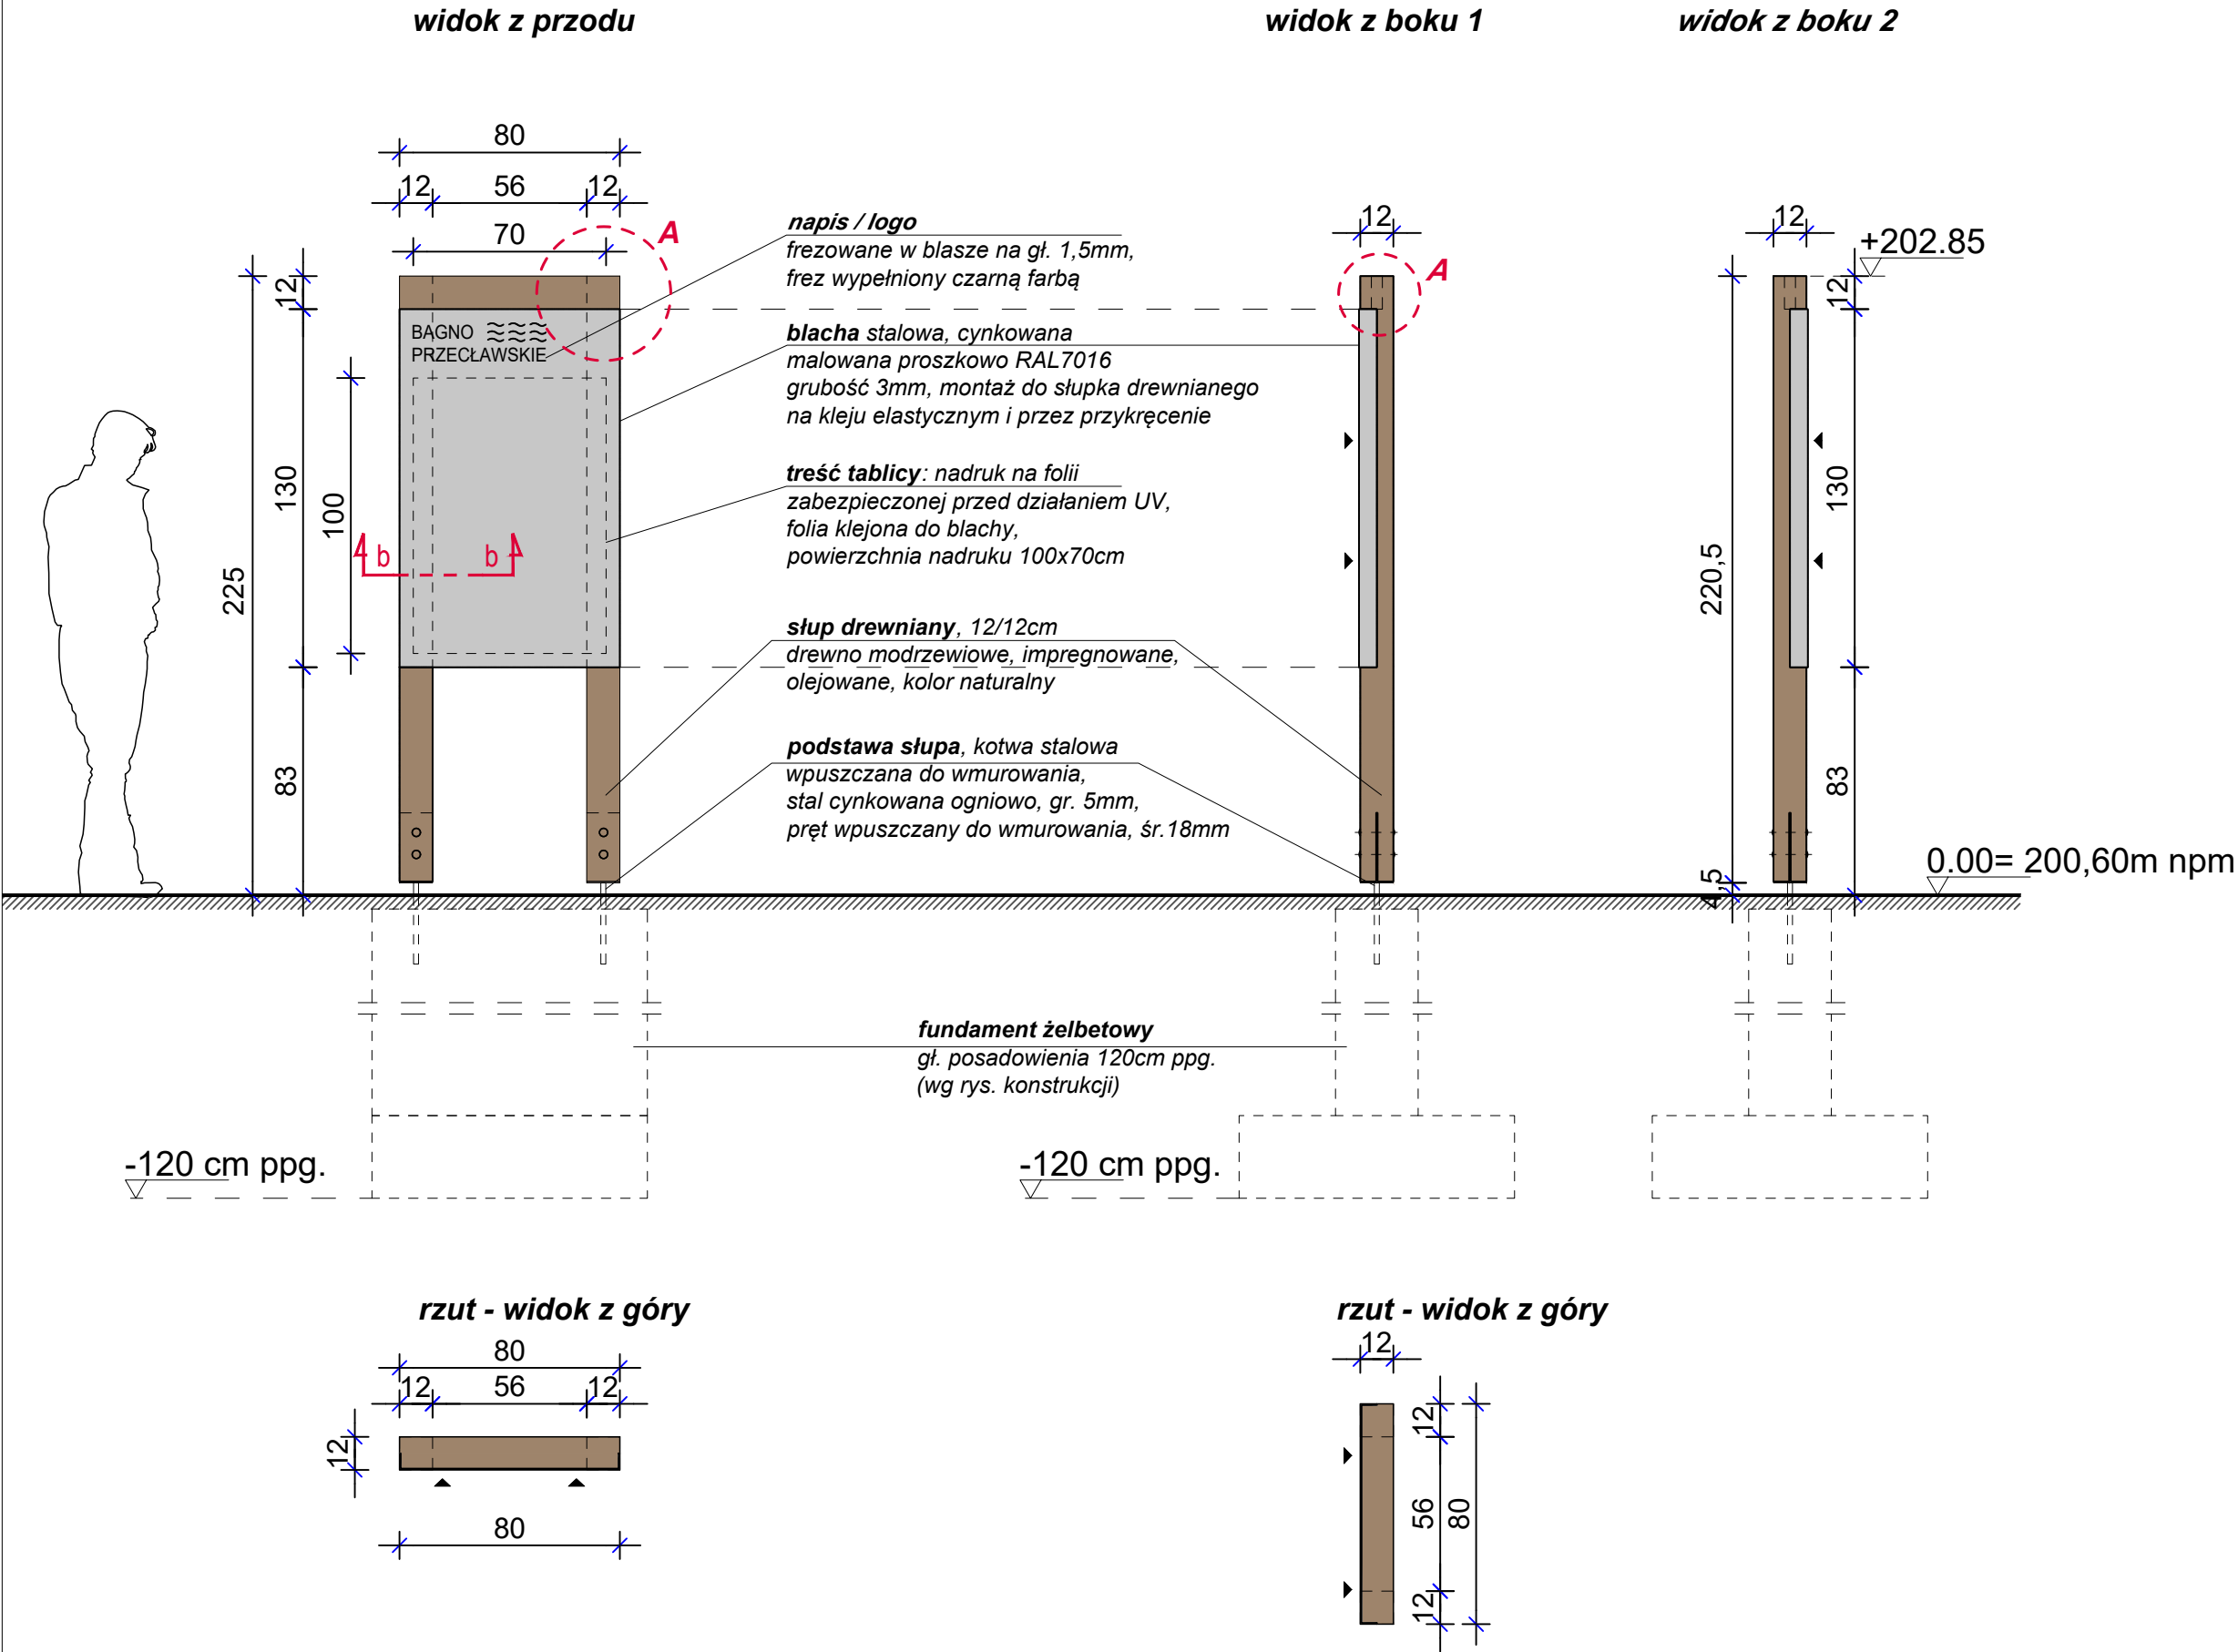 widok z przodu
widok z boku 1
widok z boku 2
80
12
56
12
70
A
12
130
100
225
83
BAGNO
PRZECŁAWSKIE
b
b
napis / logo
frezowane w blasze na gł. 1,5mm,
frez wypełniony czarną farbą
blacha stalowa, cynkowana
malowana proszkowo RAL7016
grubość 3mm, montaż do słupka drewnianego
na kleju elastycznym i przez przykręcenie
treść tablicy: nadruk na folii
zabezpieczonej przed działaniem UV,
folia klejona do blachy,
powierzchnia nadruku 100x70cm
słup drewniany, 12/12cm
drewno modrzewiowe, impregnowane,
olejowane, kolor naturalny
podstawa słupa, kotwa stalowa
wpuszczana do wmurowania,
stal cynkowana ogniowo, gr. 5mm,
pręt wpuszczany do wmurowania, śr.18mm
12
A
12
+202.85
12
130
220,5
83
4,5
0.00= 200,60m npm
fundament żelbetowy
gł. posadowienia 120cm ppg.
(wg rys. konstrukcji)
-120 cm ppg.
-120 cm ppg.
rzut - widok z góry
80
12
56
12
12
80
rzut - widok z góry
12
12
56
80
12